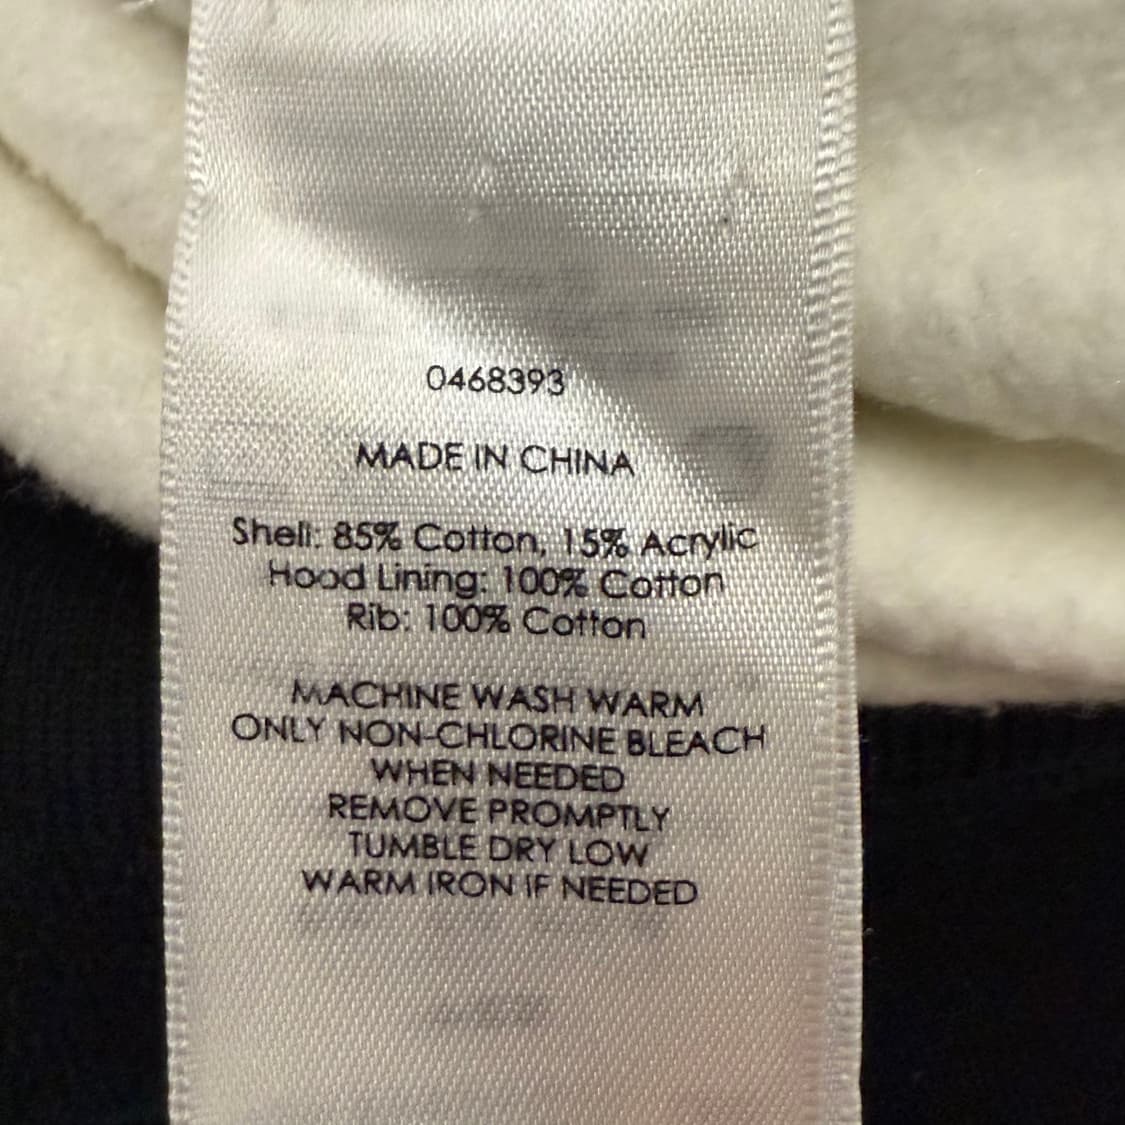 0468393
MADE IN CHINA
Shell: 85% Cotton, 15% Acrylic
Hood Lining: 100% Cotton
Rib: 100% Cotton
MACHINE WASH WARM
ONLY NON-CHLORINE BLEACH
WHEN NEEDED
REMOVE PROMPTLY
TUMBLE DRY LOW
WARM IRON IF NEEDED